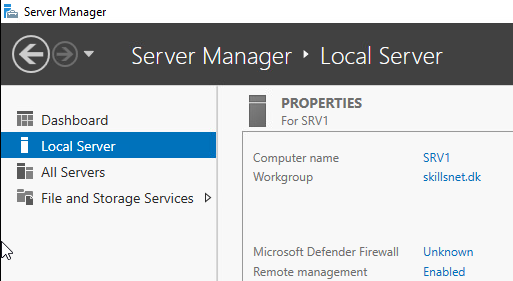 Server Manager
Server Manager ‣ Local Server
Dashboard
Local Server
All Servers
File and Storage Services
PROPERTIES
For SRV1
Computer name SRV1
Workgroup skillsnet.dk
Microsoft Defender Firewall Unknown
Remote management Enabled